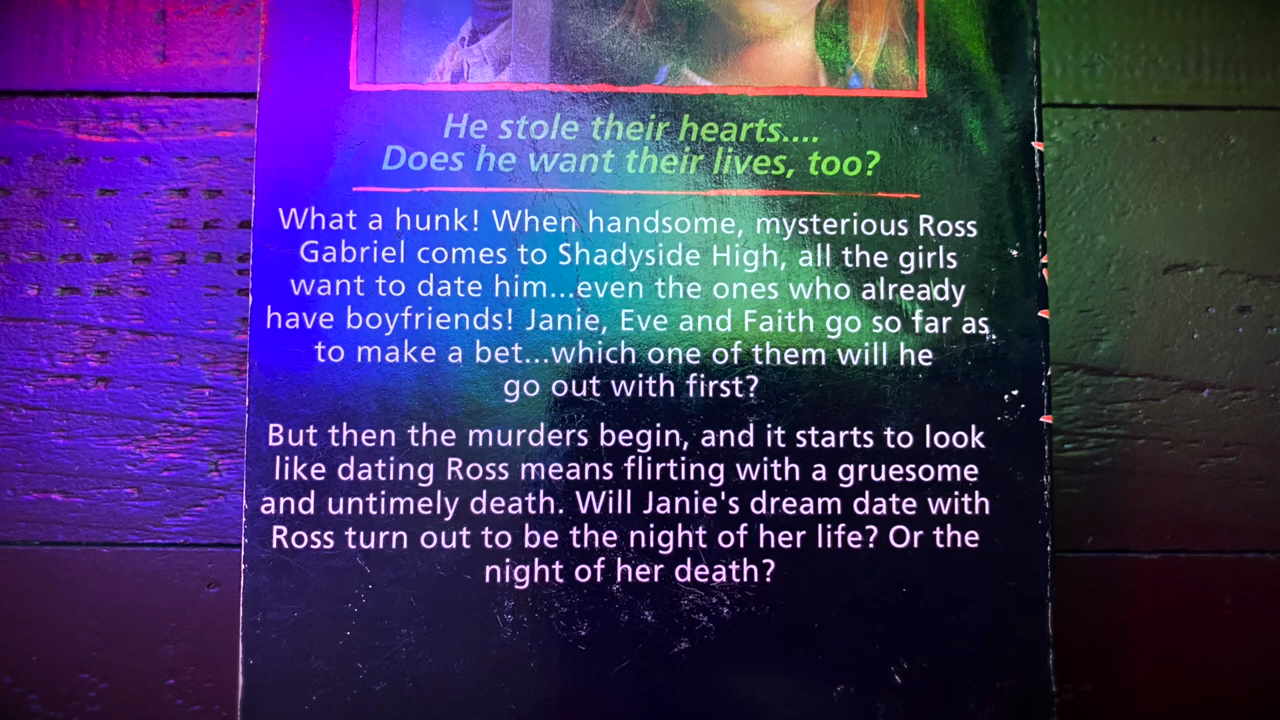 He stole their hearts....
Does he want their lives, too?
What a hunk! When handsome, mysterious Ross
Gabriel comes to Shadyside High, all the girls
want to date him...even the ones who already
have boyfriends! Janie, Eve and Faith go so far as
to make a bet...which one of them will he
go out with first?
But then the murders begin, and it starts to look
like dating Ross means flirting with a gruesome
and untimely death. Will Janie's dream date with
Ross turn out to be the night of her life? Or the
night of her death?